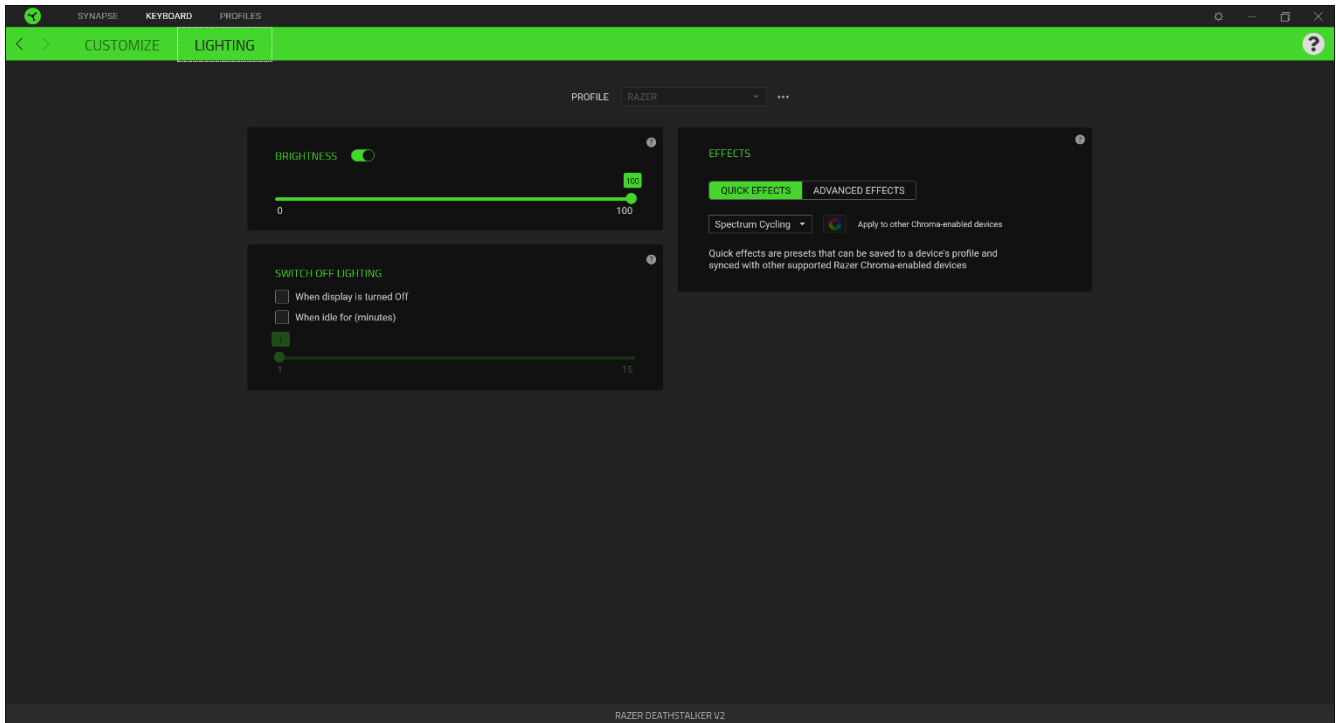 SYNAPSE KEYBOARD PROFILES
CUSTOMIZE LIGHTING ?
PROFILE RAZER •••
BRIGHTNESS ?
100
0 100
SWITCH OFF LIGHTING ?
When display is turned Off
When idle for (minutes)
1
1 15
EFFECTS ?
QUICK EFFECTS ADVANCED EFFECTS
Spectrum Cycling Apply to other Chroma-enabled devices
Quick effects are presets that can be saved to a device's profile and
synced with other supported Razer Chroma-enabled devices
RAZER DEATHSTALKER V2